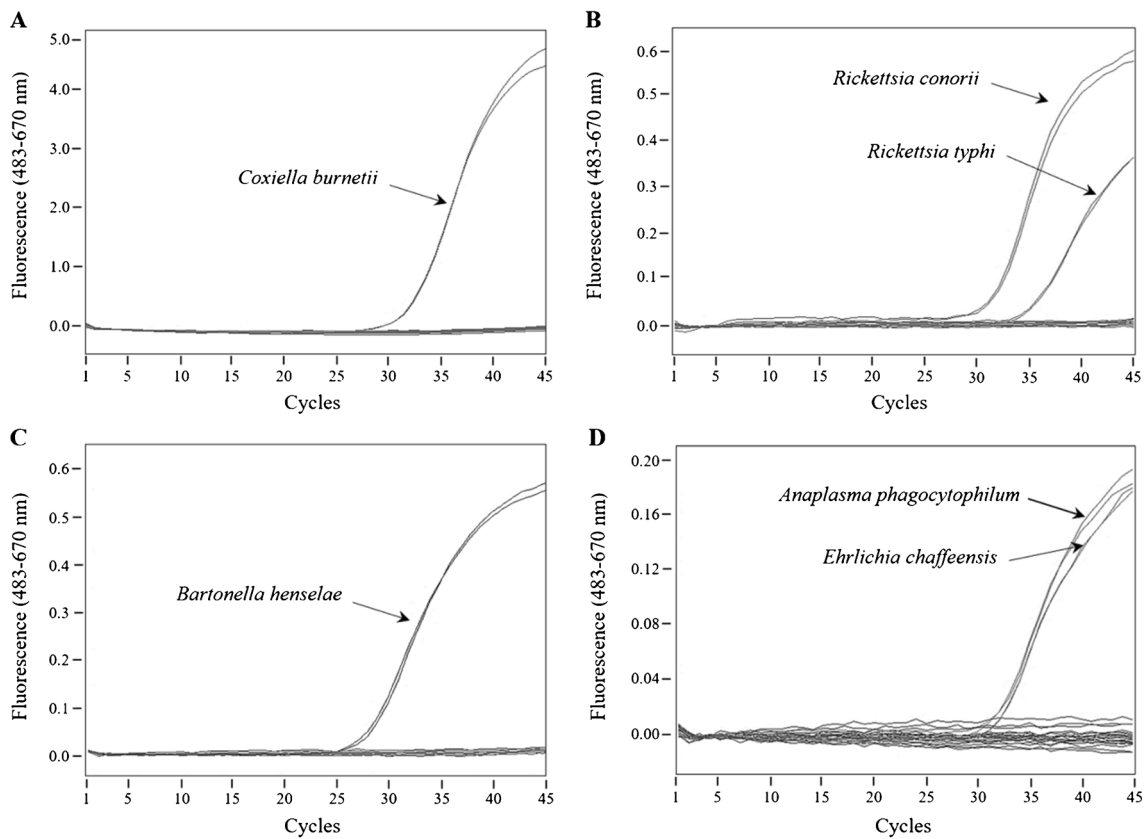 A
5.0
4.0
3.0
2.0
1.0
0.0
Fluorescence (483-670 nm)
Coxiella burnetii
1 5 10 15 20 25 30 35 40 45
Cycles
B
0.6
0.5
0.4
0.3
0.2
0.1
0.0
Fluorescence (483-670 nm)
Rickettsia conorii
Rickettsia typhi
1 5 10 15 20 25 30 35 40 45
Cycles
C
0.6
0.5
0.4
0.3
0.2
0.1
0.0
Fluorescence (483-670 nm)
Bartonella henselae
1 5 10 15 20 25 30 35 40 45
Cycles
D
0.20
0.16
0.12
0.08
0.04
0.00
Fluorescence (483-670 nm)
Anaplasma phagocytophilum
Ehrlichia chaffeensis
1 5 10 15 20 25 30 35 40 45
Cycles